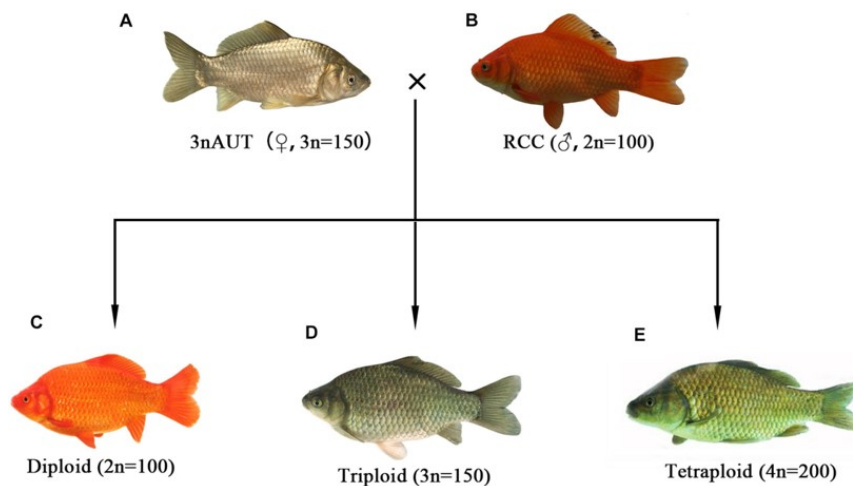 A
B
×
3nAUT (♀, 3n=150)
RCC (♂, 2n=100)
C
D
E
Diploid (2n=100)
Triploid (3n=150)
Tetraploid (4n=200)